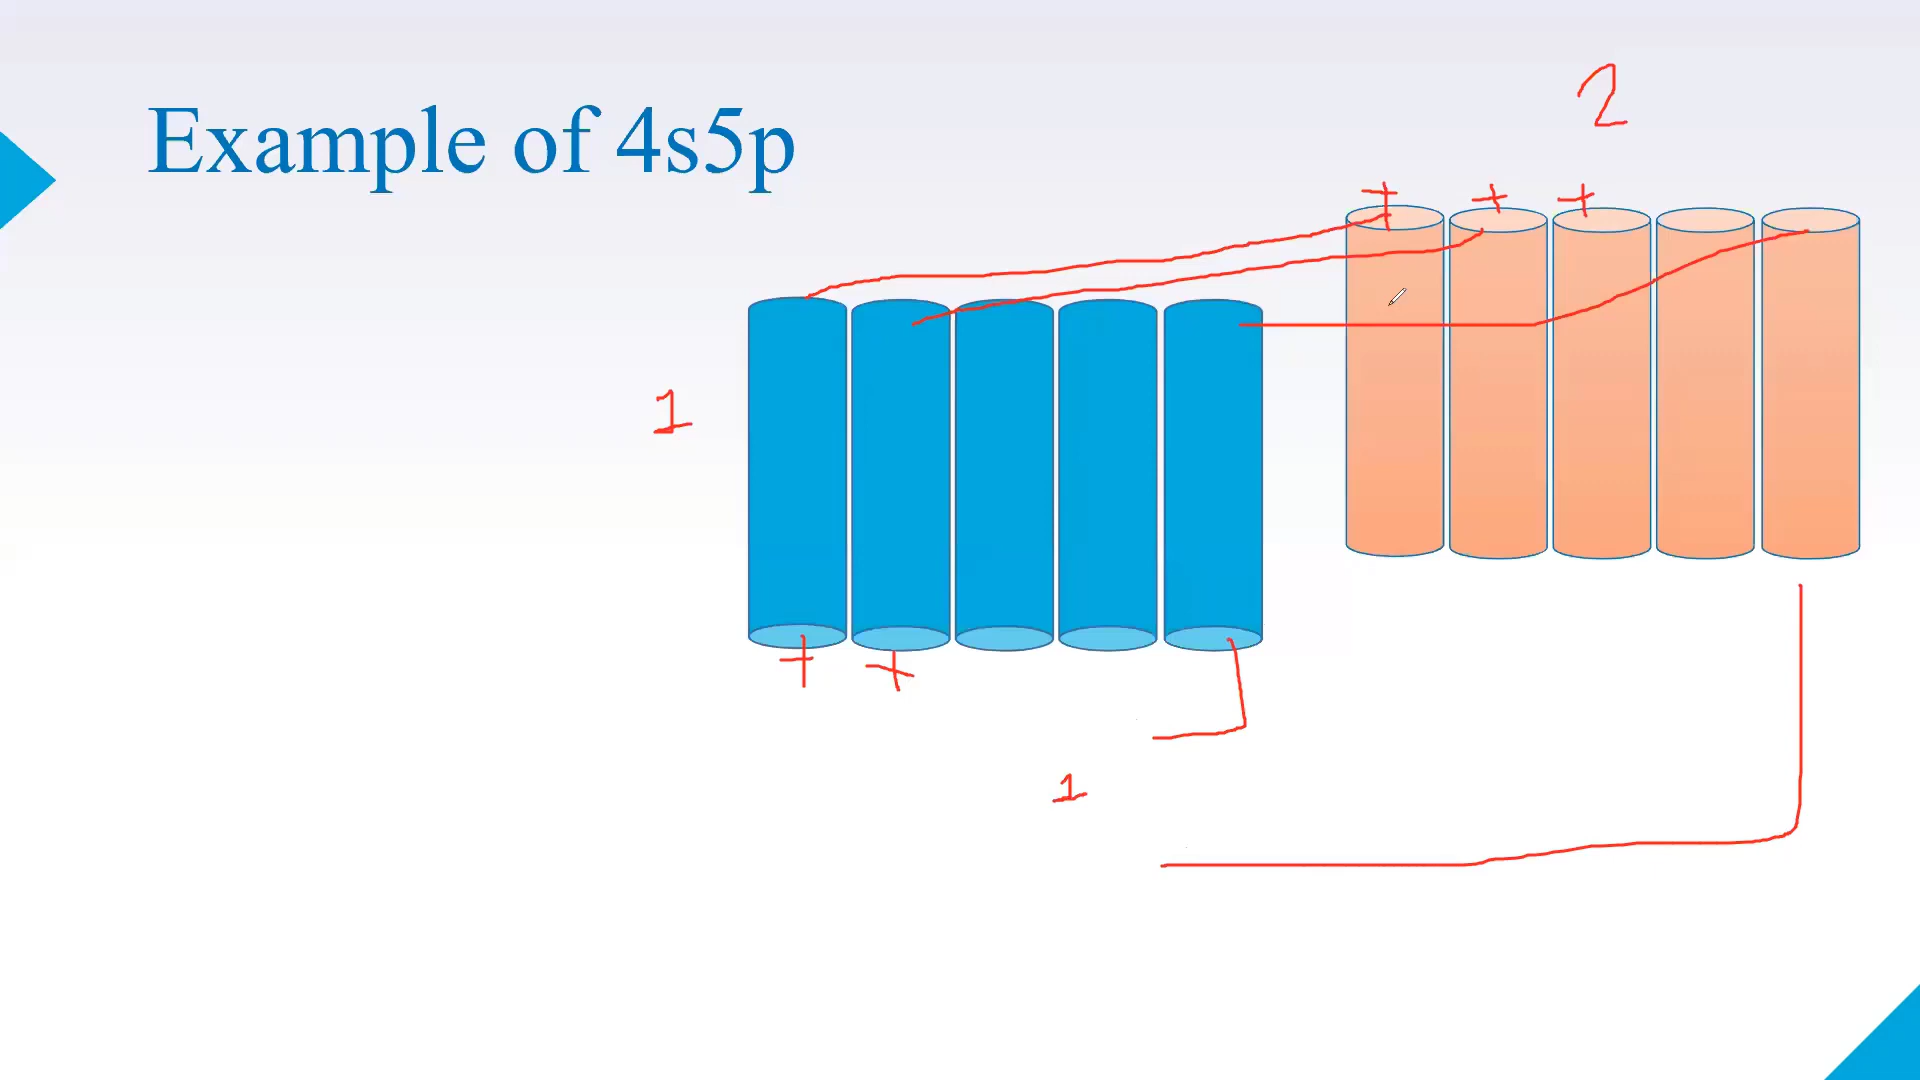 Example of 4s5p
2
+ + +
1
+ +
1